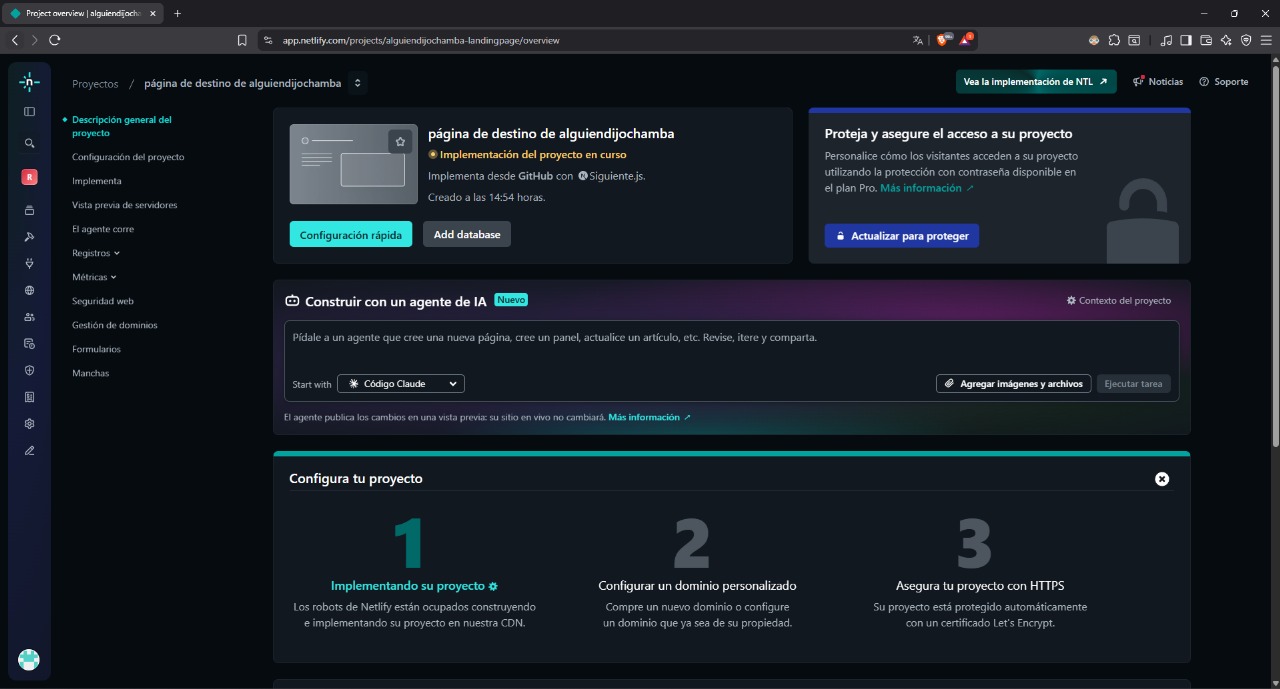 Project overview | alguiendijocha
app.netlify.com/projects/alguiendijochamba-landingpage/overview
Proyectos / página de destino de alguiendijochamba
Vea la implementación de NTL
Noticias
Soporte
Descripción general del
proyecto
Configuración del proyecto
Implementa
Vista previa de servidores
El agente corre
Registros
Métricas
Seguridad web
Gestión de dominios
Formularios
Manchas
R
página de destino de alguiendijochamba
Implementación del proyecto en curso
Implementa desde GitHub con Siguiente.js.
Creado a las 14:54 horas.
Configuración rápida
Add database
Proteja y asegure el acceso a su proyecto
Personalice cómo los visitantes acceden a su proyecto
utilizando la protección con contraseña disponible en
el plan Pro. Más información
Actualizar para proteger
Construir con un agente de IA Nuevo
Contexto del proyecto
Pídale a un agente que cree una nueva página, cree un panel, actualice un artículo, etc. Revise, itere y comparta.
Start with Código Claude
Agregar imágenes y archivos
Ejecutar tarea
El agente publica los cambios en una vista previa: su sitio en vivo no cambiará. Más información
Configura tu proyecto
1
Implementando su proyecto
Los robots de Netlify están ocupados construyendo
e implementando su proyecto en nuestra CDN.
2
Configurar un dominio personalizado
Compre un nuevo dominio o configure
un dominio que ya sea de su propiedad.
3
Asegura tu proyecto con HTTPS
Su proyecto está protegido automáticamente
con un certificado Let's Encrypt.